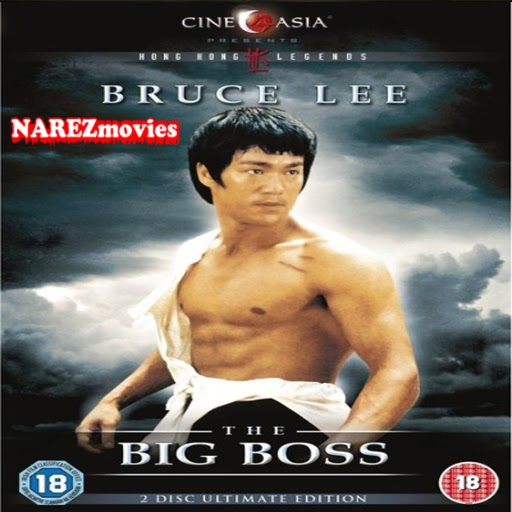 CINE ASIA
PRESENTS
HONG KONG LEGENDS
BRUCE LEE
NAREZmovies
THE
BIG BOSS
18
18
2 DISC ULTIMATE EDITION